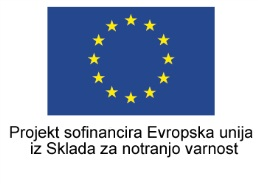 Projekt sofinancira Evropska unija
iz Sklada za notranjo varnost